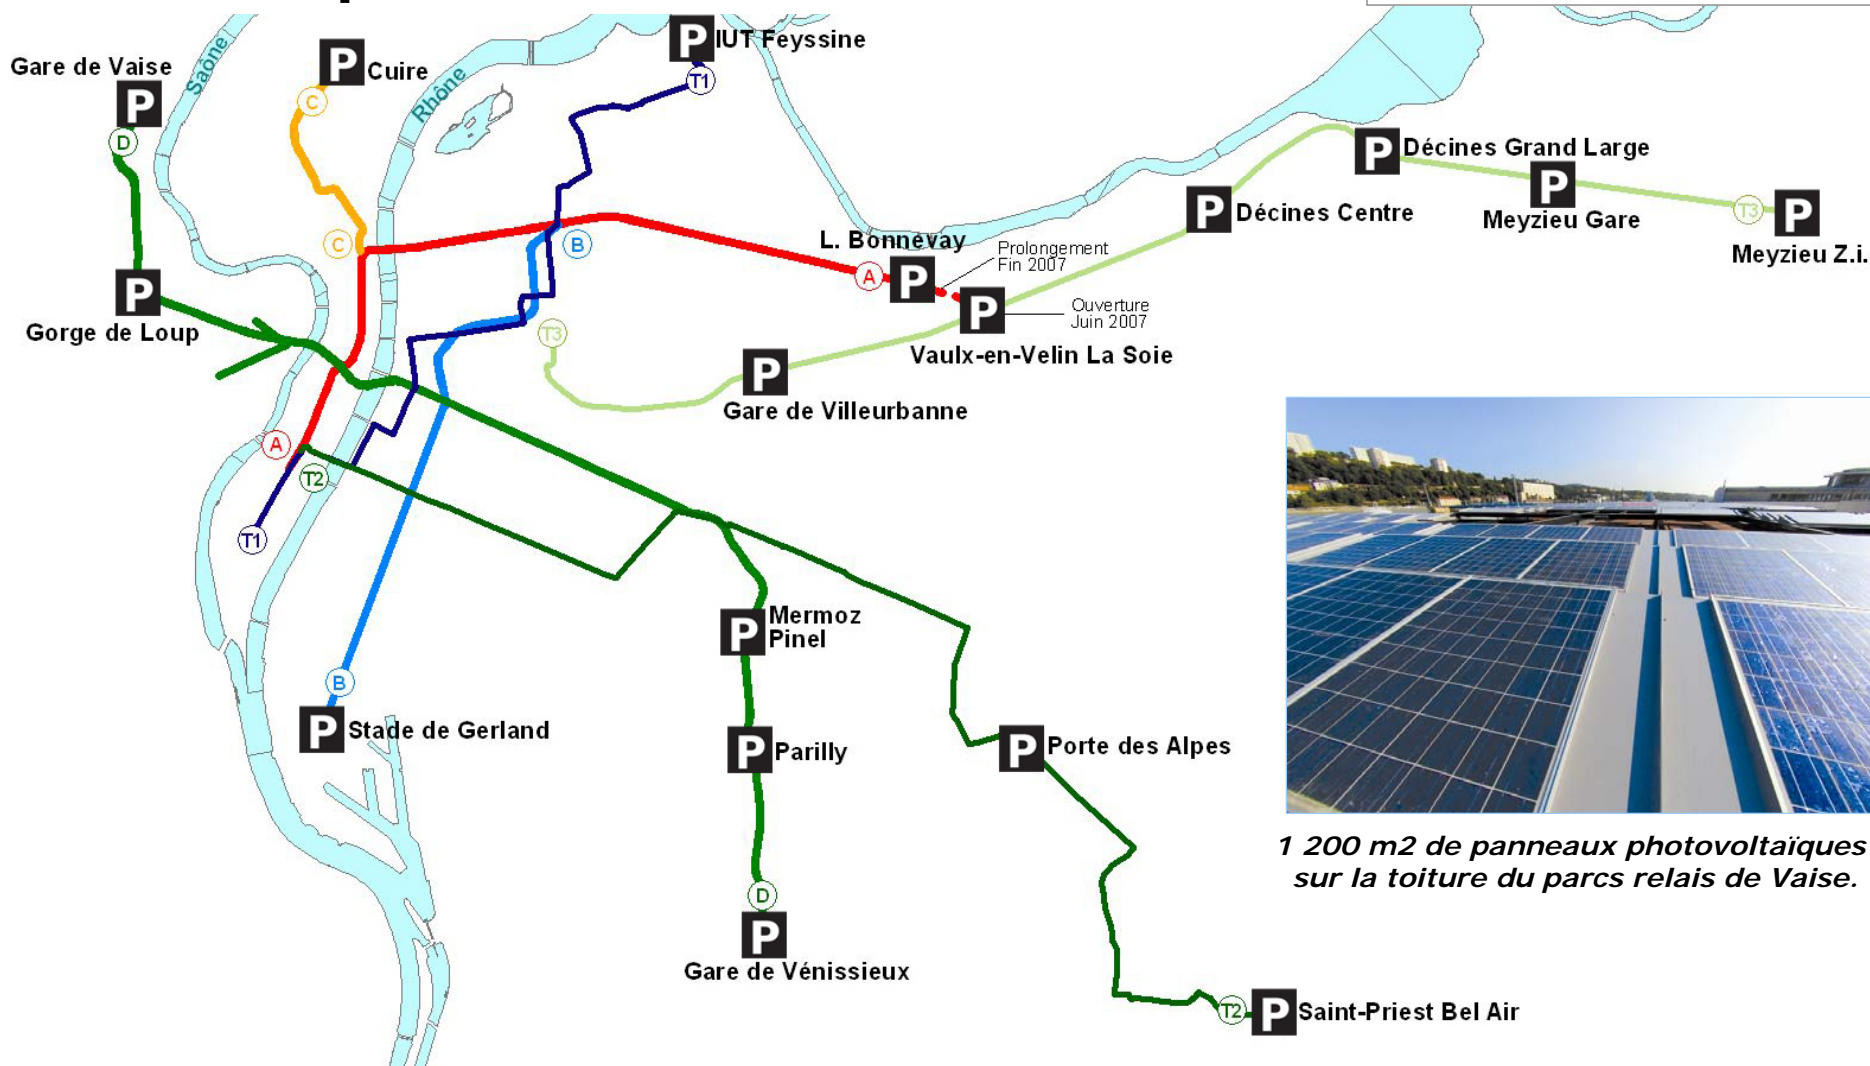 Saône
Rhône
P
IUT Feyssine
T1
P
Cuire
C
Gare de Vaise
P
D
P
Décines Grand Large
P
Meyzieu Gare
T3
P
Meyzieu Z.i.
P
Décines Centre
C
B
L. Bonnevay
A
P
Prolongement
Fin 2007
P
Ouverture
Juin 2007
Vaulx-en-Velin La Soie
P
Gorge de Loup
T3
P
Gare de Villeurbanne
A
T2
T1
P
Mermoz
Pinel
B
P
Stade de Gerland
P
Parilly
P
Porte des Alpes
D
P
Gare de Vénissieux
T2
P
Saint-Priest Bel Air
1 200 m2 de panneaux photovoltaïques
sur la toiture du parcs relais de Vaise.